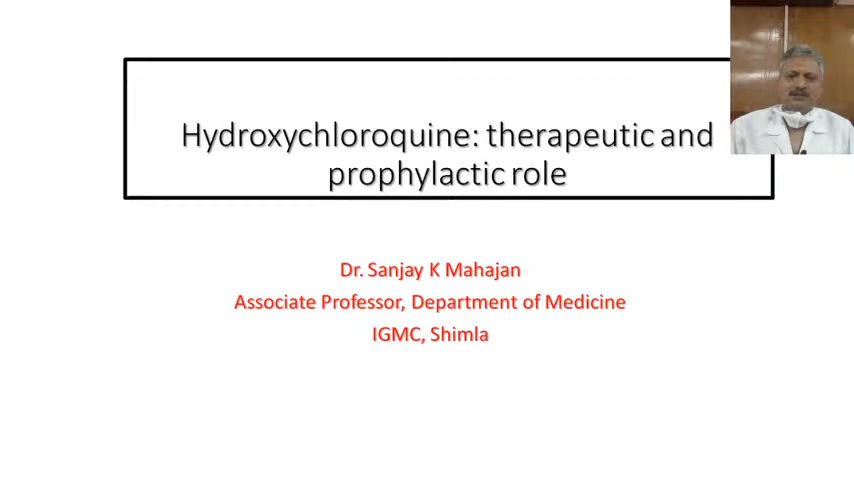 Hydroxychloroquine: therapeutic and
prophylactic role
Dr. Sanjay K Mahajan
Associate Professor, Department of Medicine
IGMC, Shimla